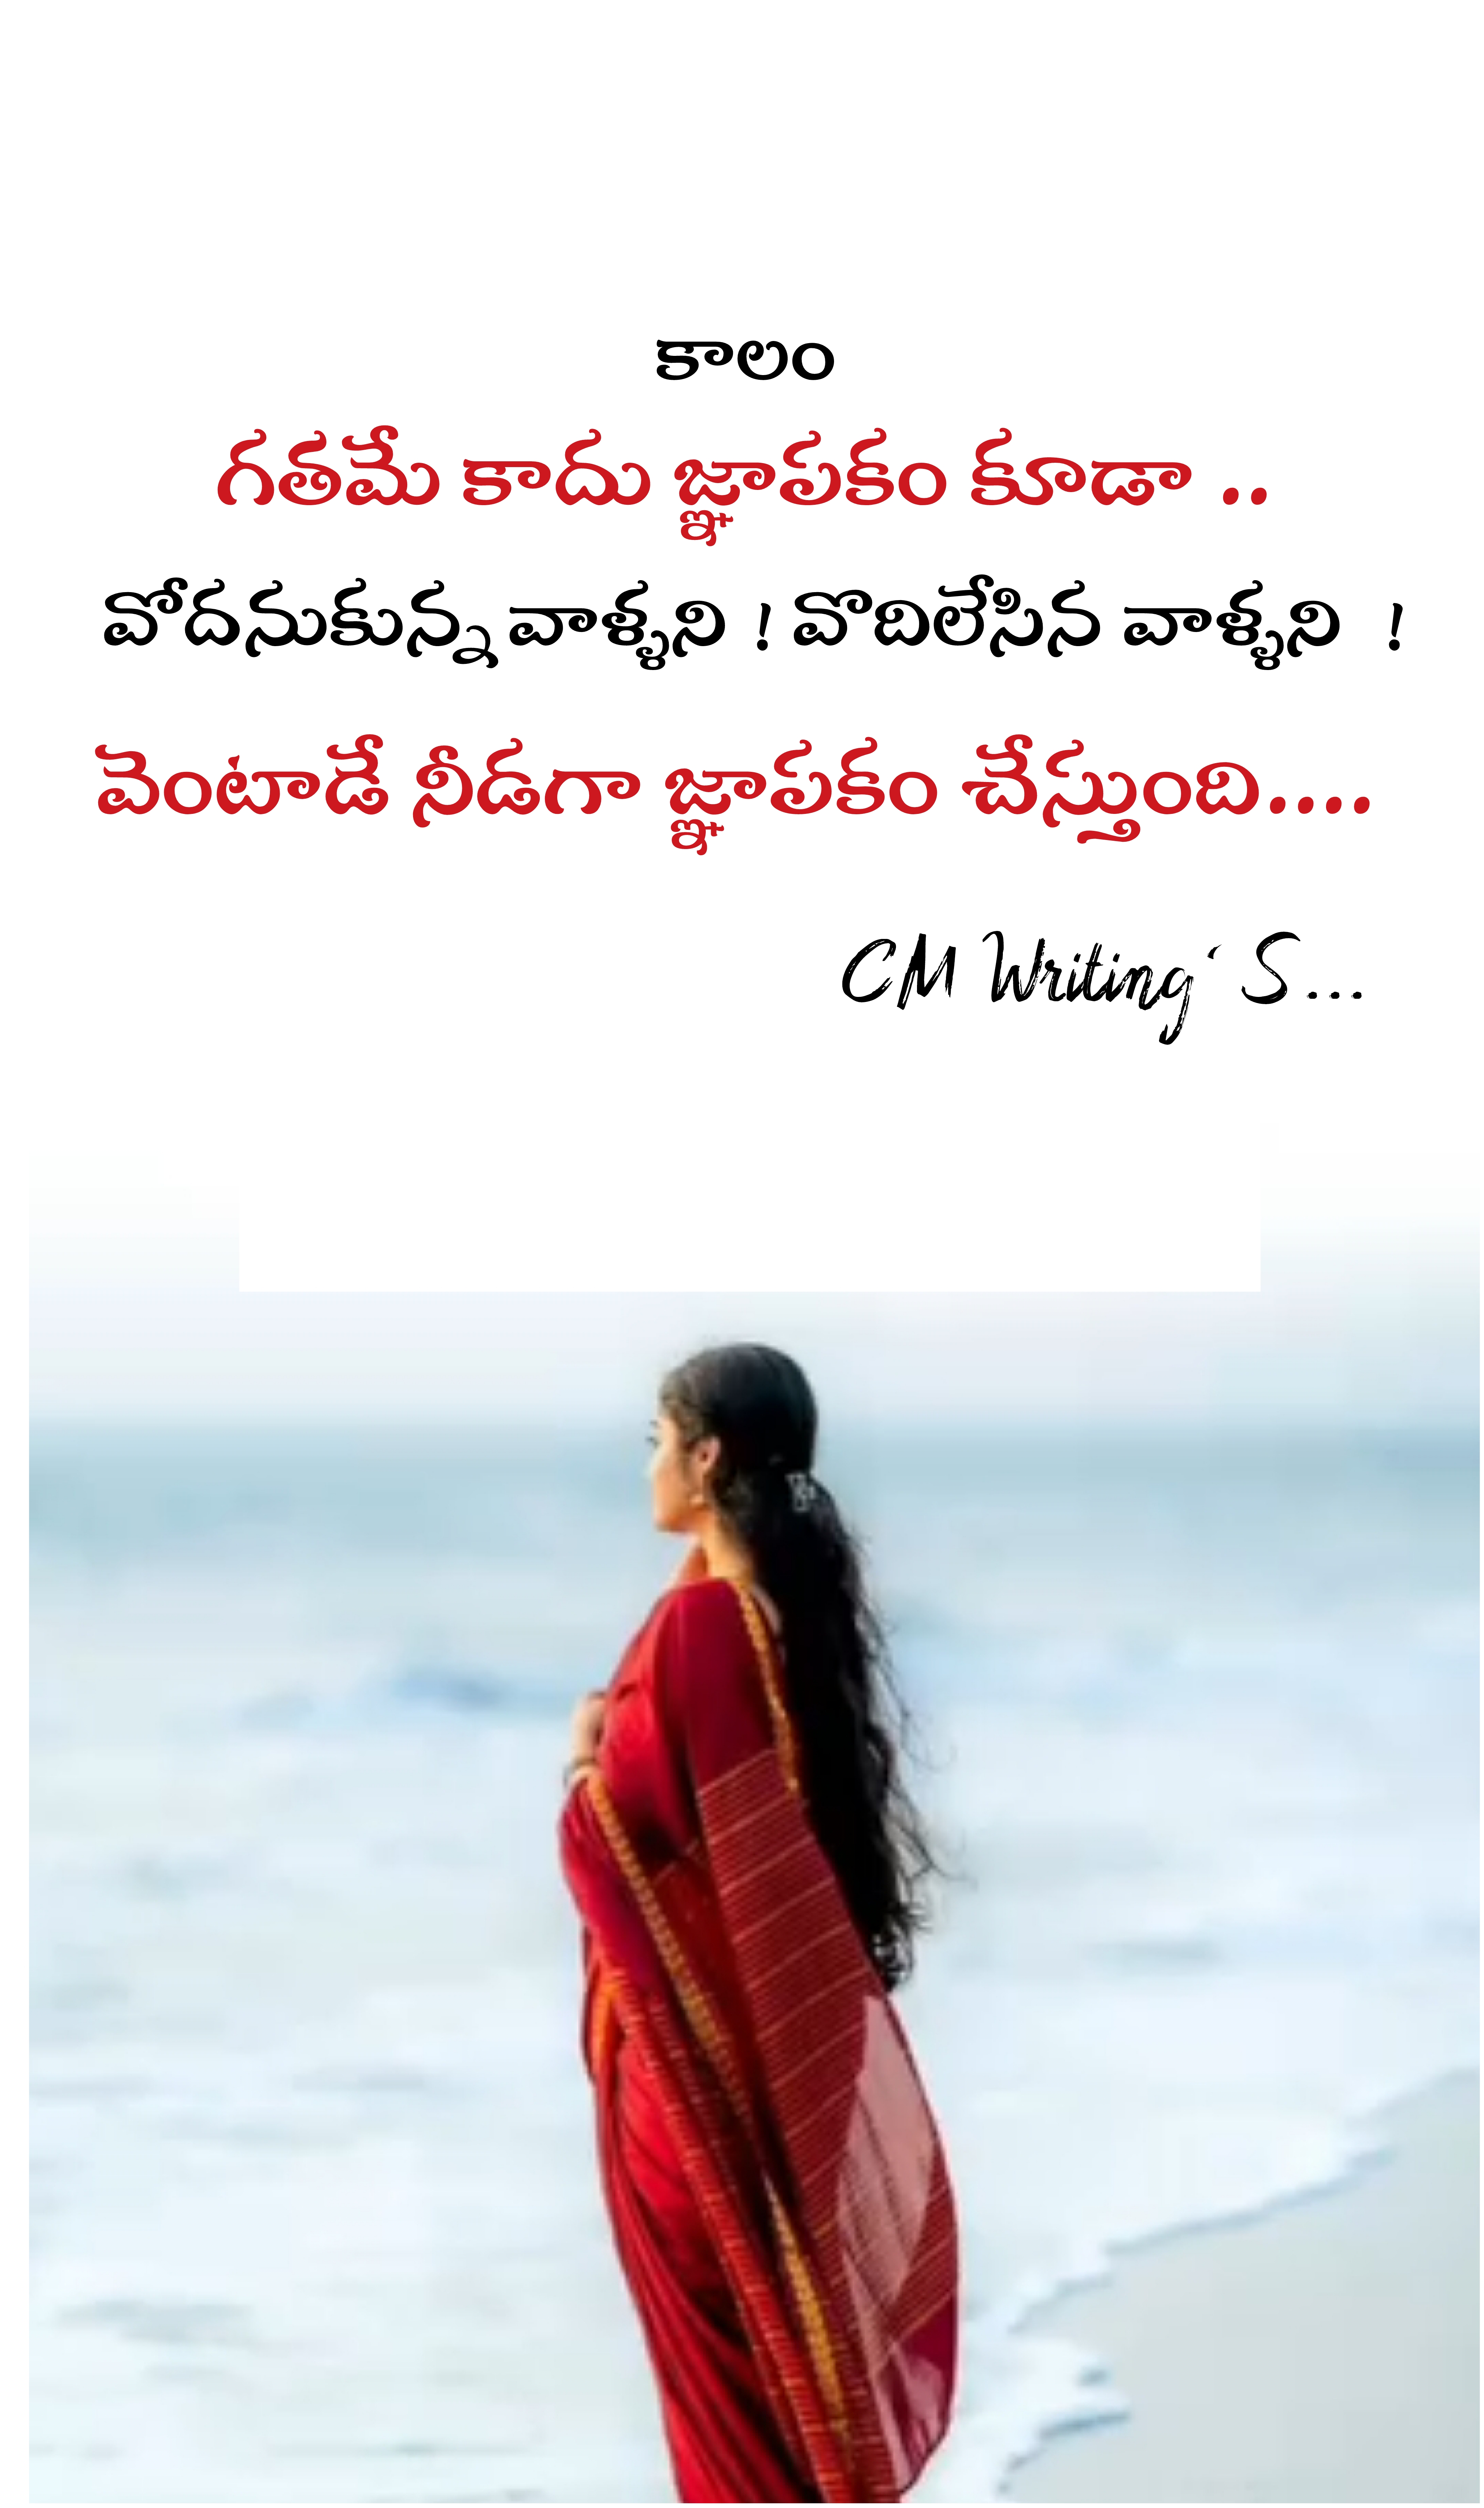 కాలం
గతమే కాదు జ్ఞాపకం కూడా ..
వోదనుకున్న వాళ్ళని ! వొదిలేసిన వాళ్ళని !
వెంటాడే నీడగా జ్ఞాపకం చేస్తుంది....
CM Writing' S...